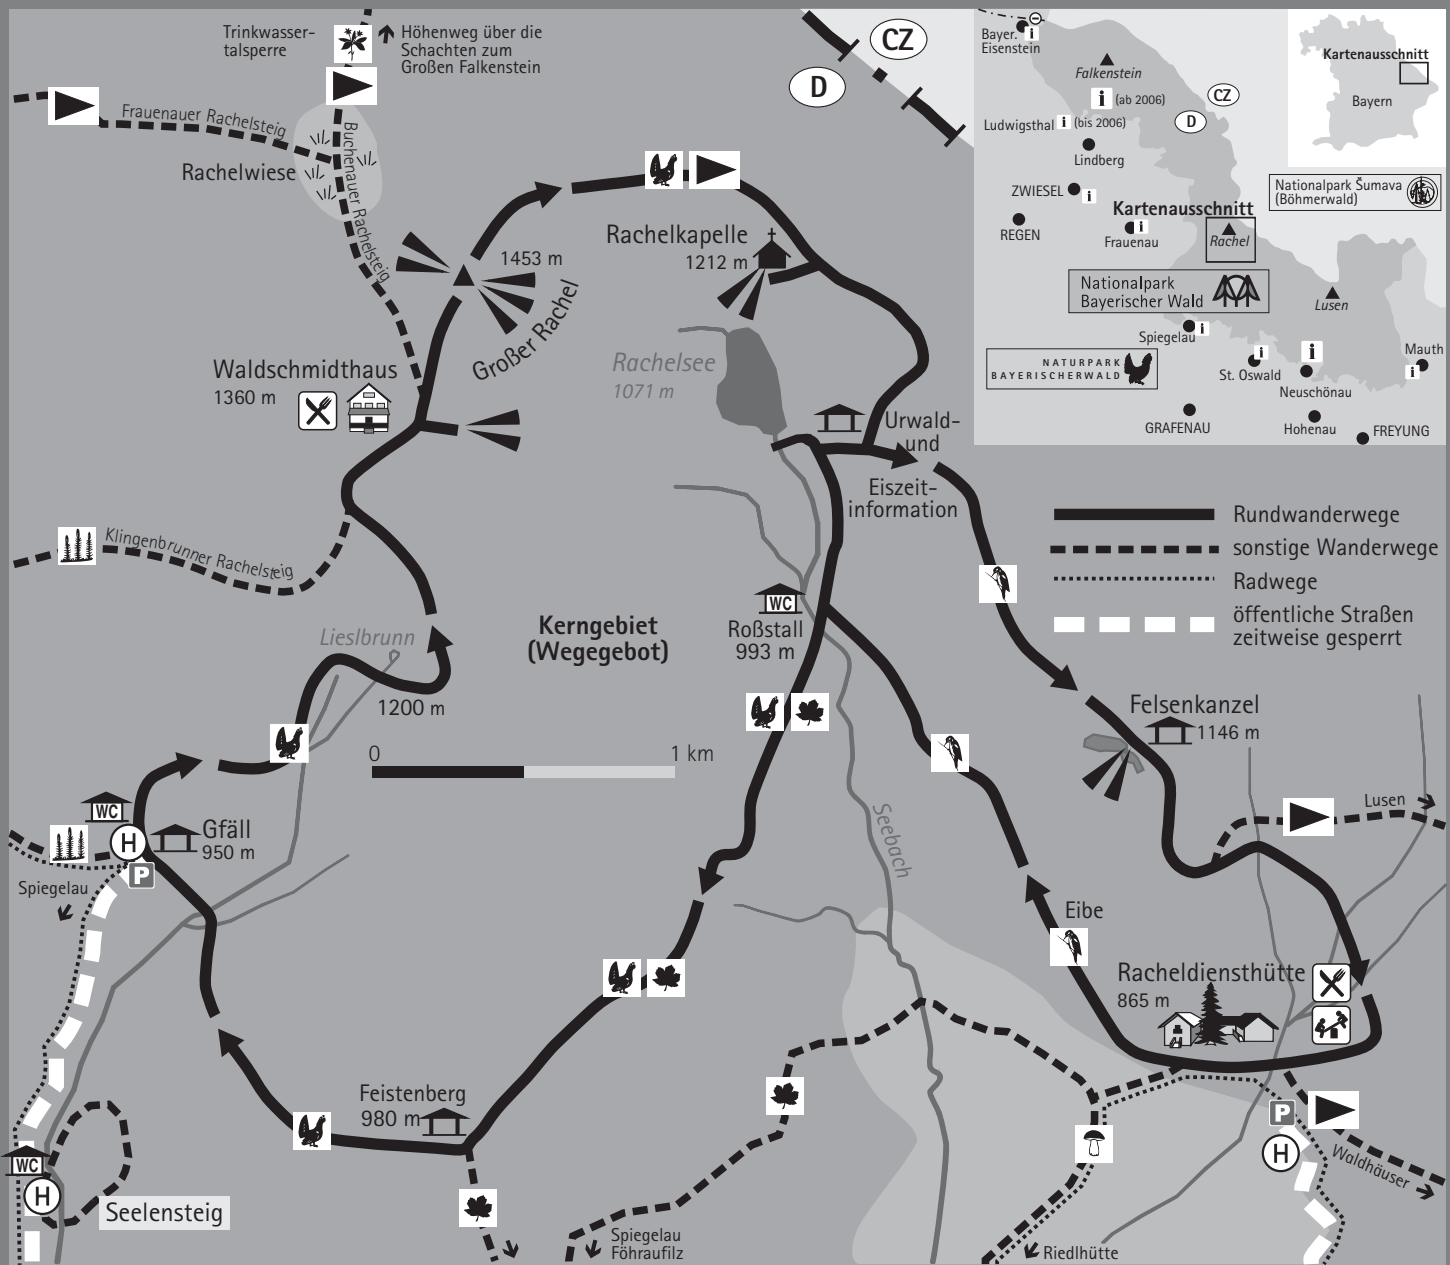 Trinkwasser-
talsperre
Höhenweg über die
Schachten zum
Großen Falkenstein
Frauenauer Rachelsteig
Buchenauer Rachelsteig
Rachelwiese
CZ
D
1453 m
Großer Rachel
Rachelkapelle
1212 m
Rachelsee
1071 m
Waldschmidthaus
1360 m
Urwald-
und
Eiszeit-
information
Klingenbrunner Rachelsteig
Lieslbrunn
1200 m
Kerngebiet
(Wegegebot)
WC
Roßstall
993 m
0
1 km
Felsenkanzel
1146 m
Lusen
WC
H
Gfäll
950 m
P
Spiegelau
Seebach
Eibe
Racheldiensthütte
865 m
Feistenberg
980 m
WC
H
Seelensteig
Spiegelau
Föhraufilz
Riedlhütte
P
H
Waldhäuser
Rundwanderwege
sonstige Wanderwege
Radwege
öffentliche Straßen
zeitweise gesperrt
Bayer.
Eisenstein
i
Falkenstein
i (ab 2006)
CZ
D
Ludwigsthal i (bis 2006)
Lindberg
ZWIESEL
i
REGEN
Frauenau
i
Kartenausschnitt
Rachel
Nationalpark
Bayerischer Wald
Spiegelau
i
NATURPARK
BAYERISCHERWALD
Lusen
i
St. Oswald
i
Neuschönau
Mauth
i
GRAFENAU
Hohenau
FREYUNG
Nationalpark Šumava
(Böhmerwald)
Kartenausschnitt
Bayern